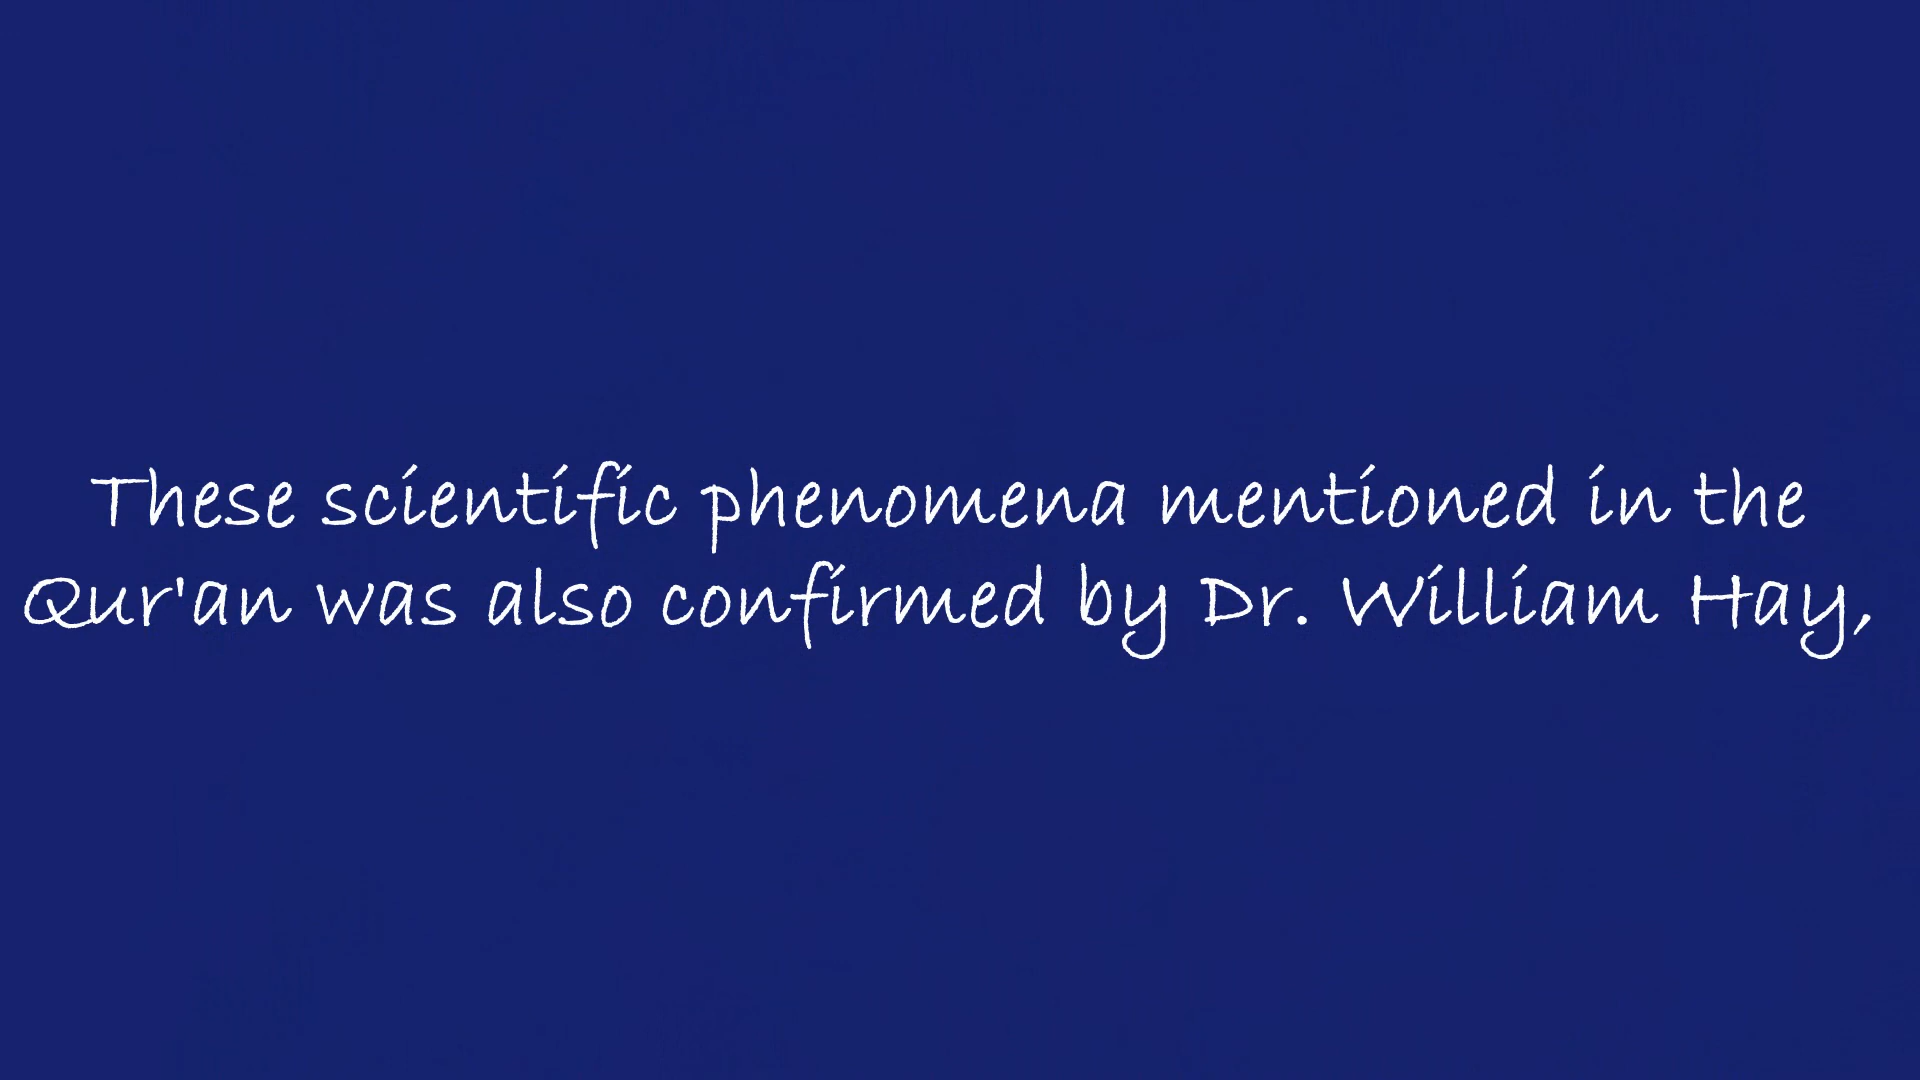 These scientific phenomena mentioned in the
Qur'an was also confirmed by Dr. William Hay,